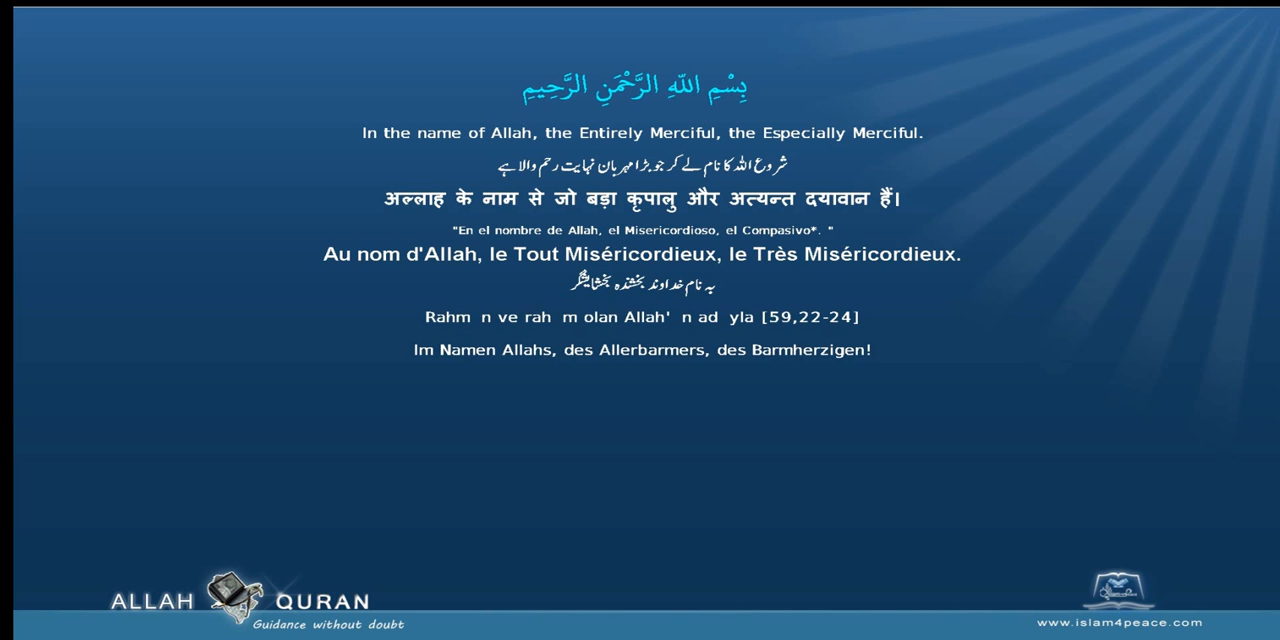 بِسْمِ اللّهِ الرَّحْمَنِ الرَّحِيمِ
In the name of Allah, the Entirely Merciful, the Especially Merciful.
شروع الله کا نام لے کر جو بڑا مہربان نہایت رحم والا ہے
अल्लाह के नाम से जो बड़ा कृपालु और अत्यन्त दयावान हैं।
"En el nombre de Allah, el Misericordioso, el Compasivo*. "
Au nom d'Allah, le Tout Miséricordieux, le Très Miséricordieux.
به نام خداوند بخشنده بخشایشگر
Rahm n ve rah m olan Allah' n ad yla [59,22-24]
Im Namen Allahs, des Allerbarmers, des Barmherzigen!
ALLAH QURAN
Guidance without doubt
www.islam4peace.com